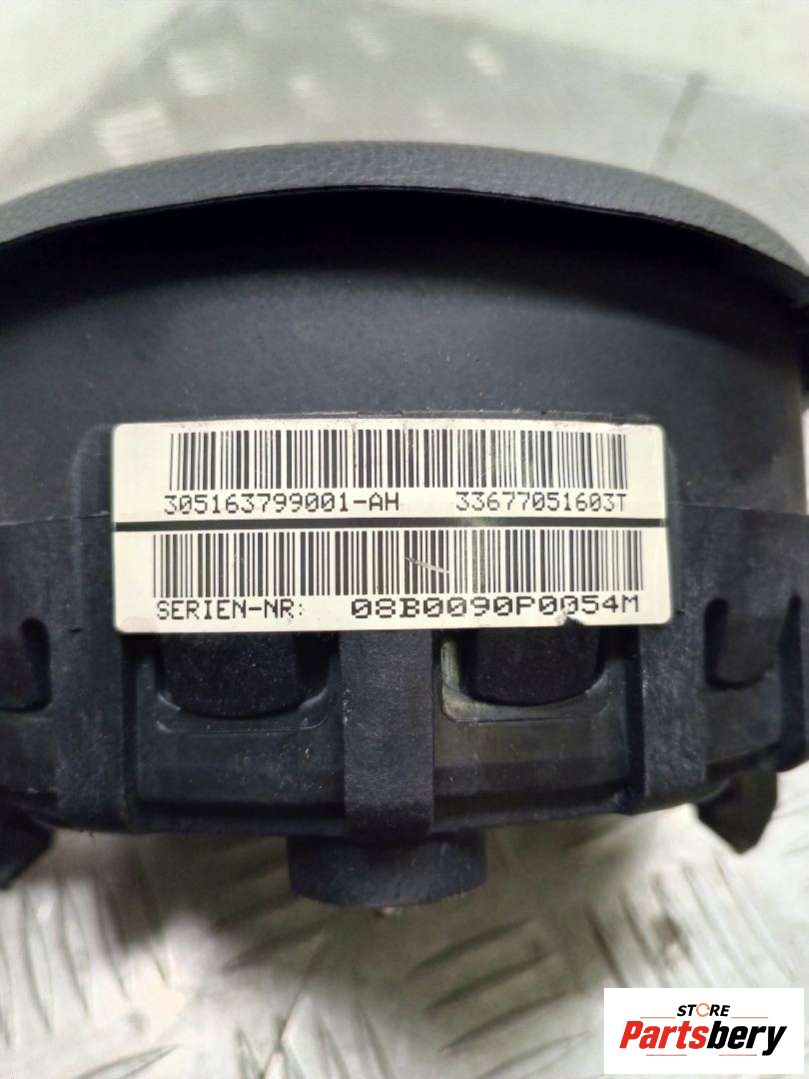 305163799001-AH 33677051603T
SERIEN-NR: 08B0090P0054M
STORE
Partsbery